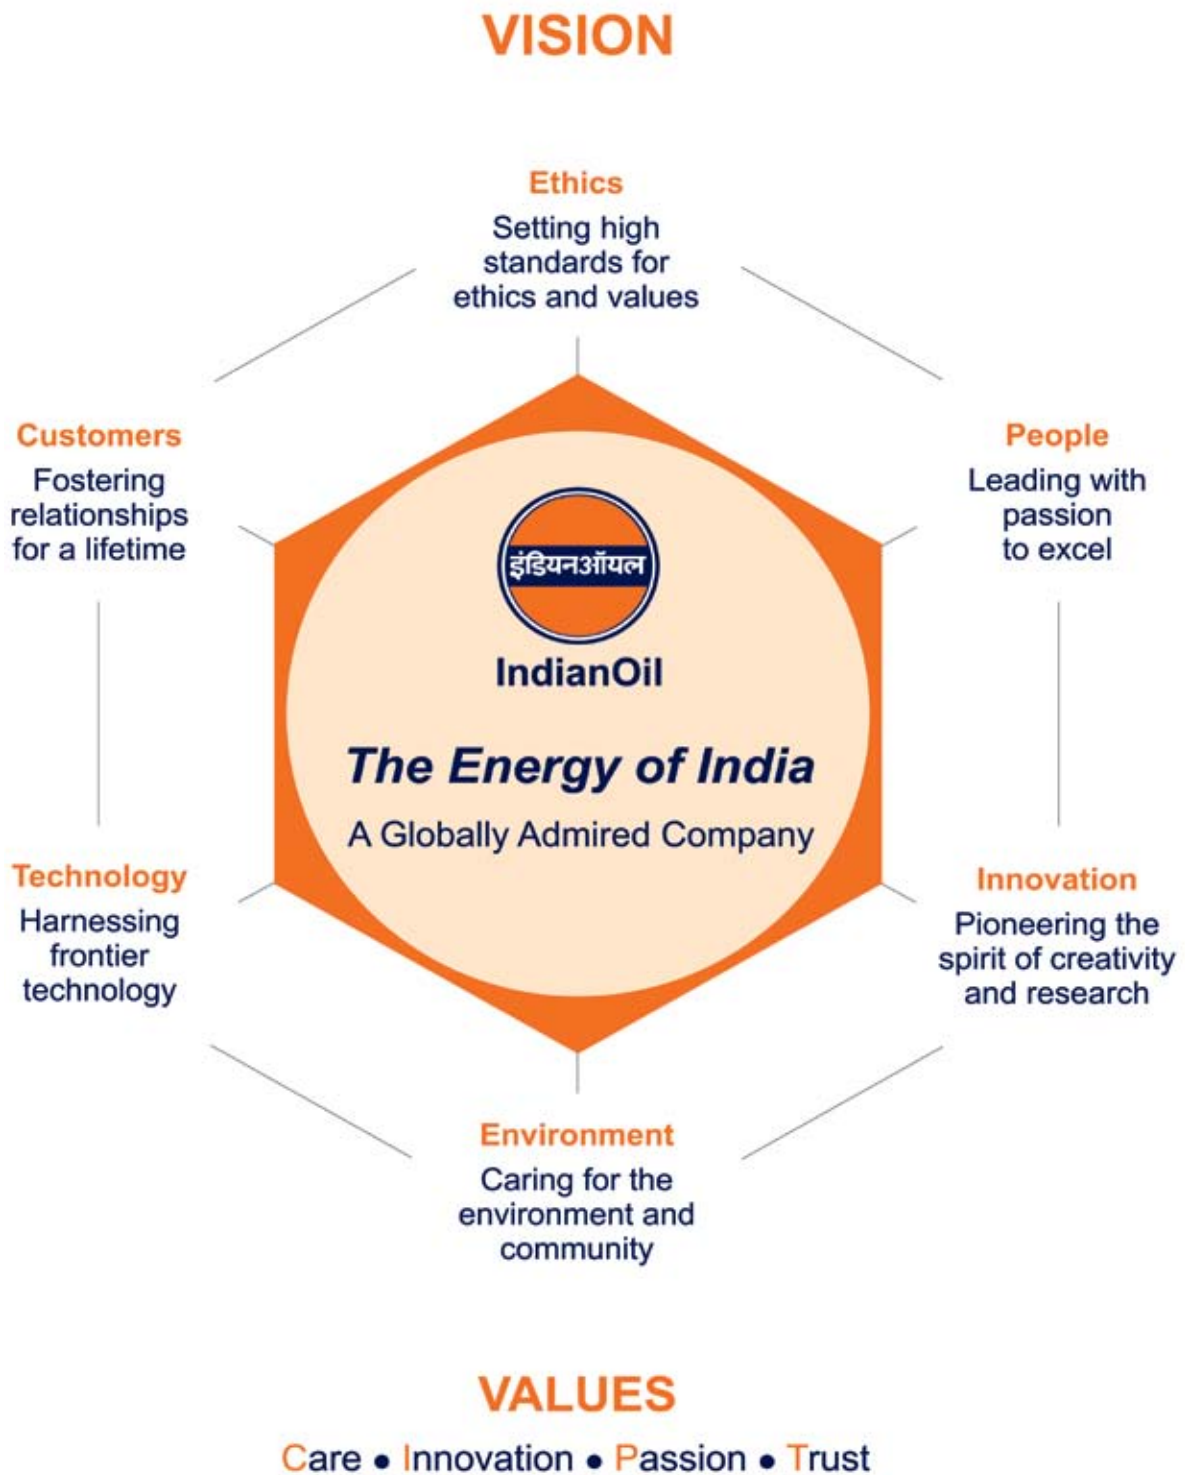 VISION
Ethics
Setting high
standards for
ethics and values
Customers
Fostering
relationships
for a lifetime
People
Leading with
passion
to excel
इंडियनऑयल
IndianOil
The Energy of India
A Globally Admired Company
Technology
Harnessing
frontier
technology
Innovation
Pioneering the
spirit of creativity
and research
Environment
Caring for the
environment and
community
VALUES
Care ● Innovation ● Passion ● Trust